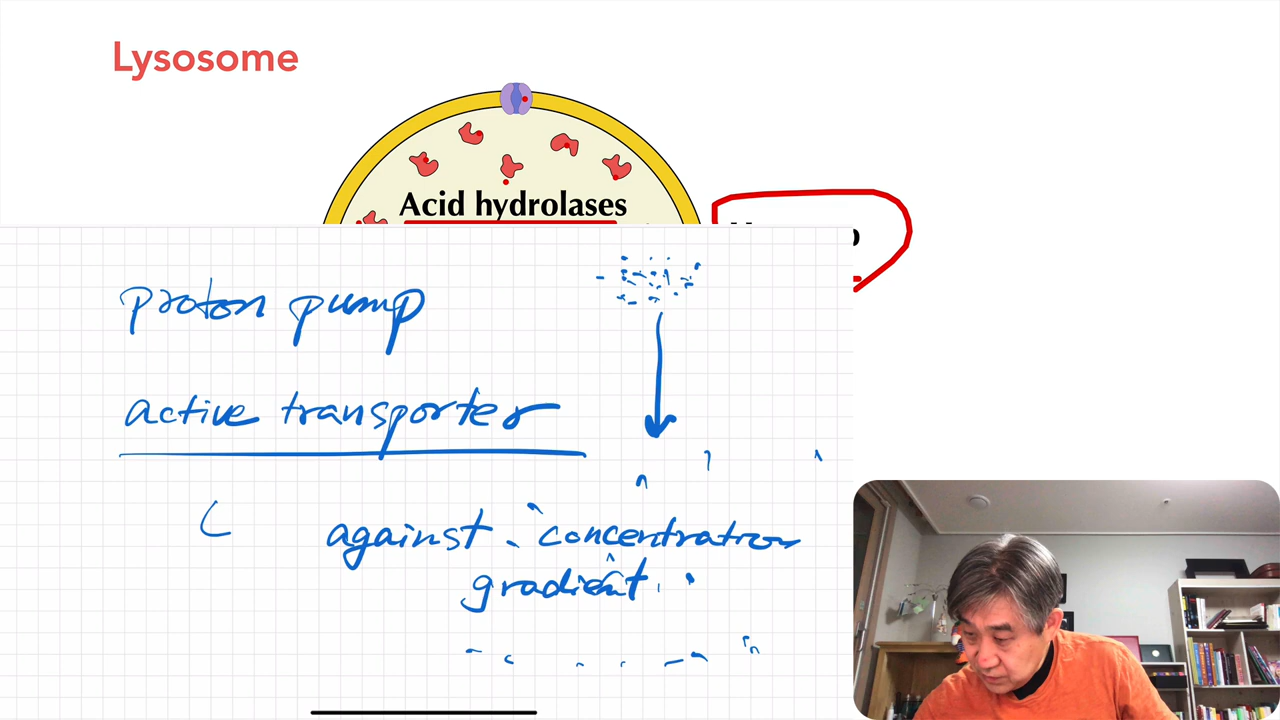 Lysosome
Acid hydrolases
proton pump
active transporter
against concentration
gradient